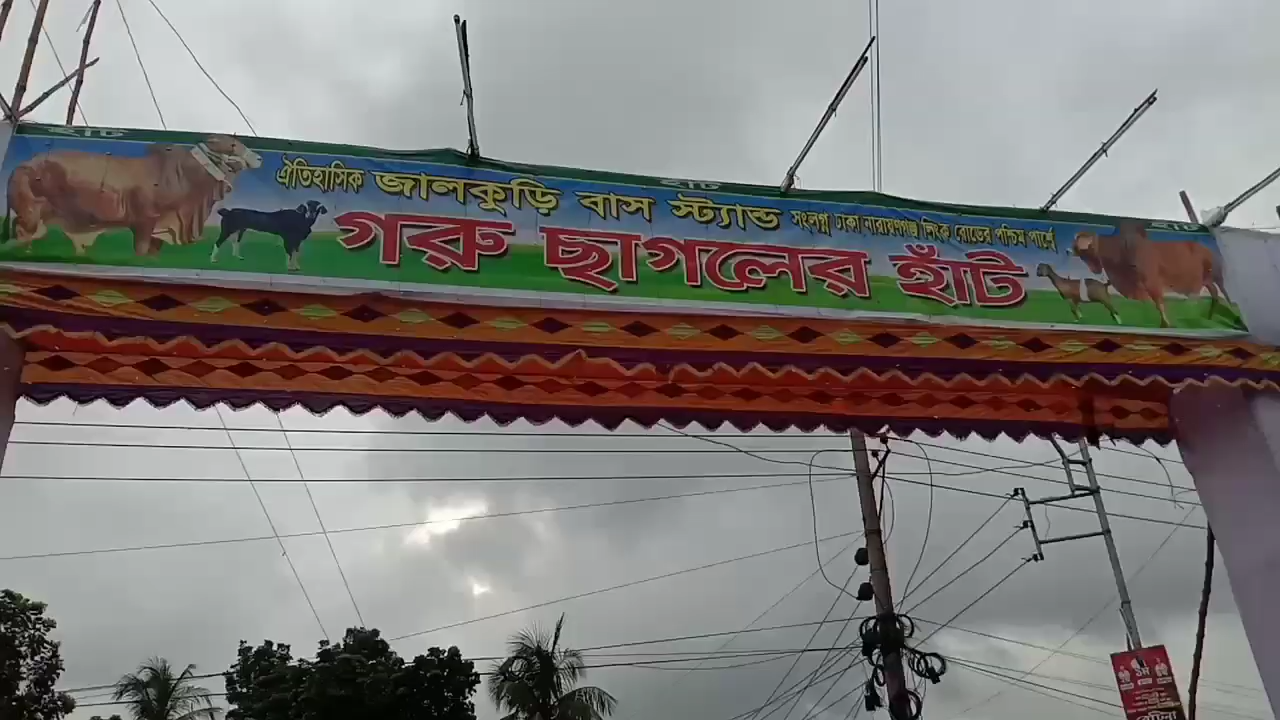 ঐতিহাসিক জালকুড়ি বাস স্ট্যান্ড সংলগ্ন ঢাকা নারায়ণগঞ্জ লিংক রোডের পশ্চিম পার্শ্বে
গরু ছাগলের হাঁট